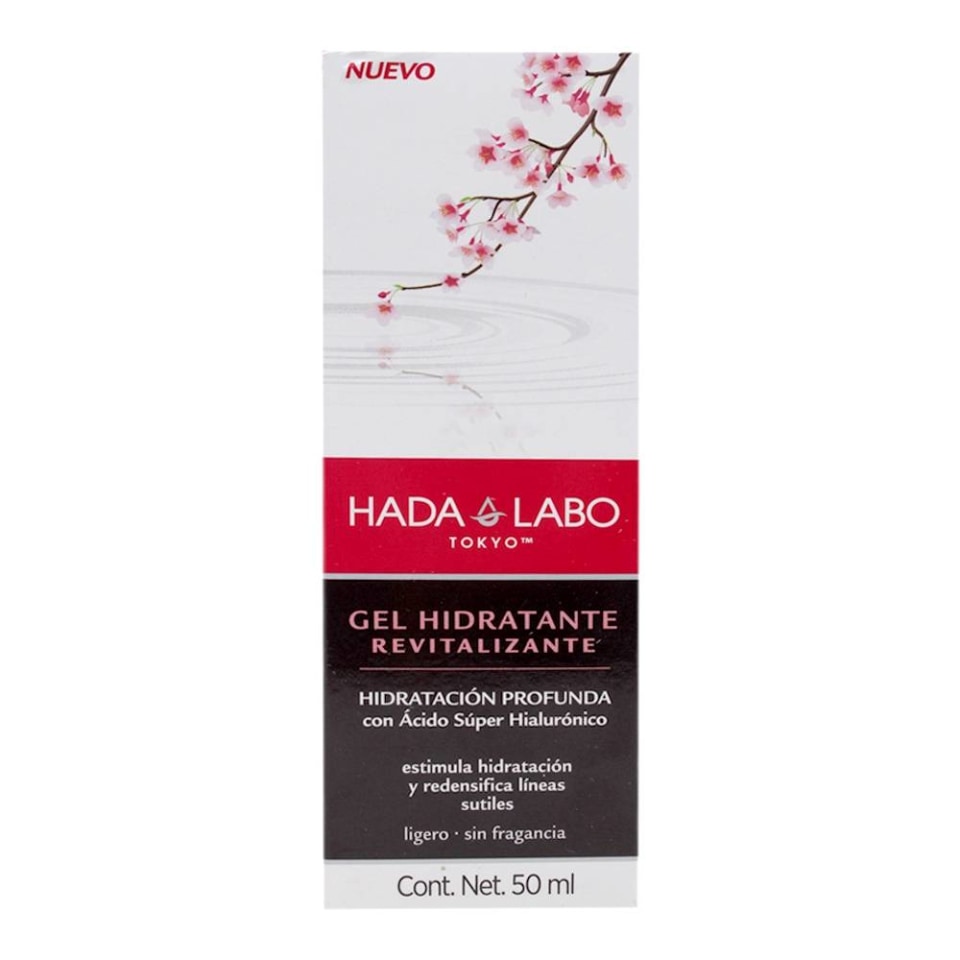 NUEVO
HADA LABO
TOKYO™
GEL HIDRATANTE
REVITALIZANTE
HIDRATACIÓN PROFUNDA
con Ácido Súper Hialurónico
estimula hidratación
y redensifica líneas
sutiles
ligero · sin fragancia
Cont. Net. 50 ml